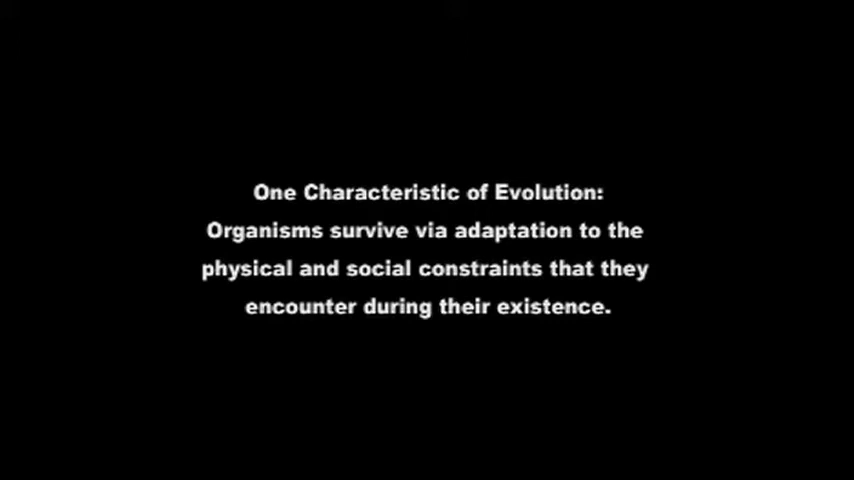 One Characteristic of Evolution:
Organisms survive via adaptation to the
physical and social constraints that they
encounter during their existence.